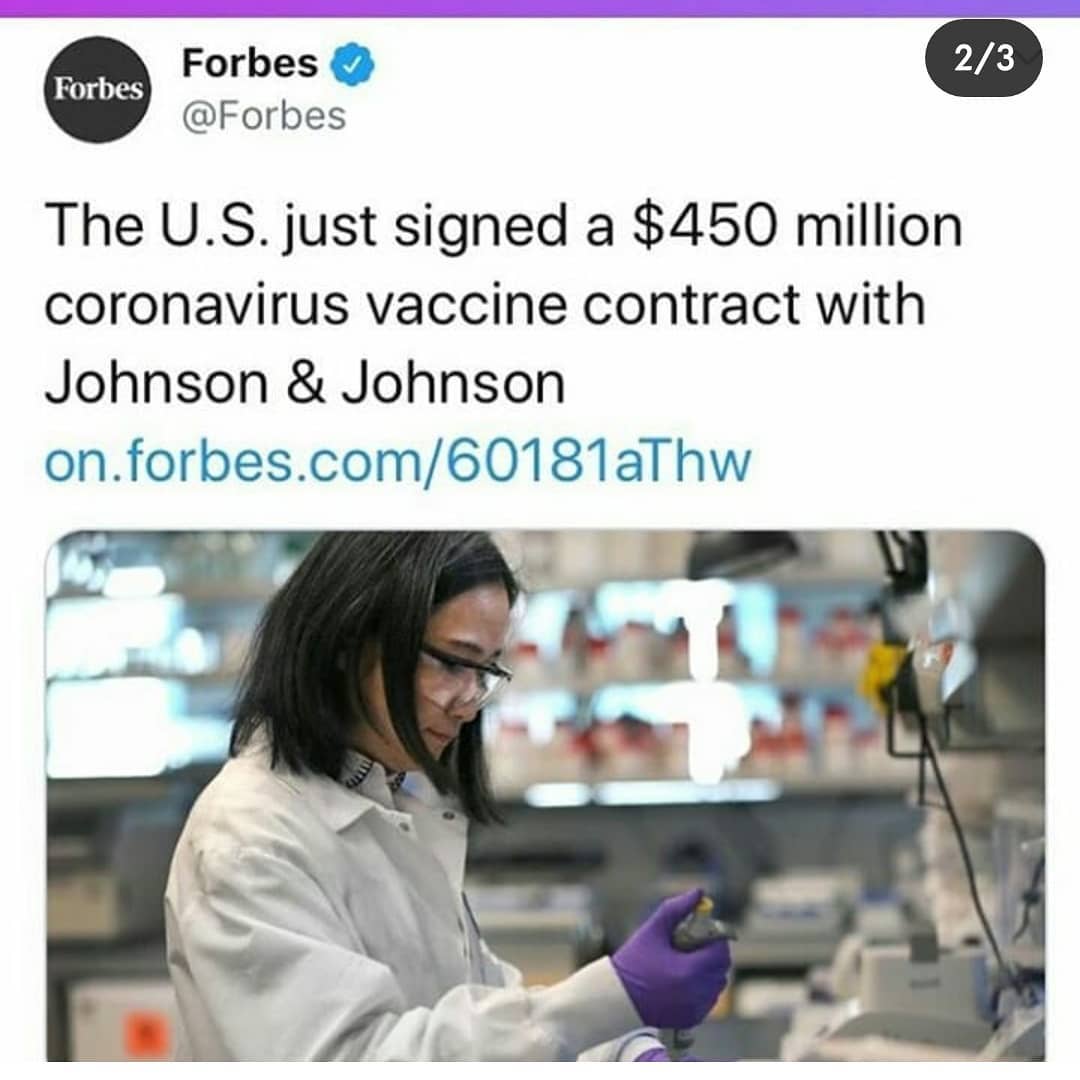 Forbes
Forbes
@Forbes
2/3
The U.S. just signed a $450 million
coronavirus vaccine contract with
Johnson & Johnson
on.forbes.com/60181aThw